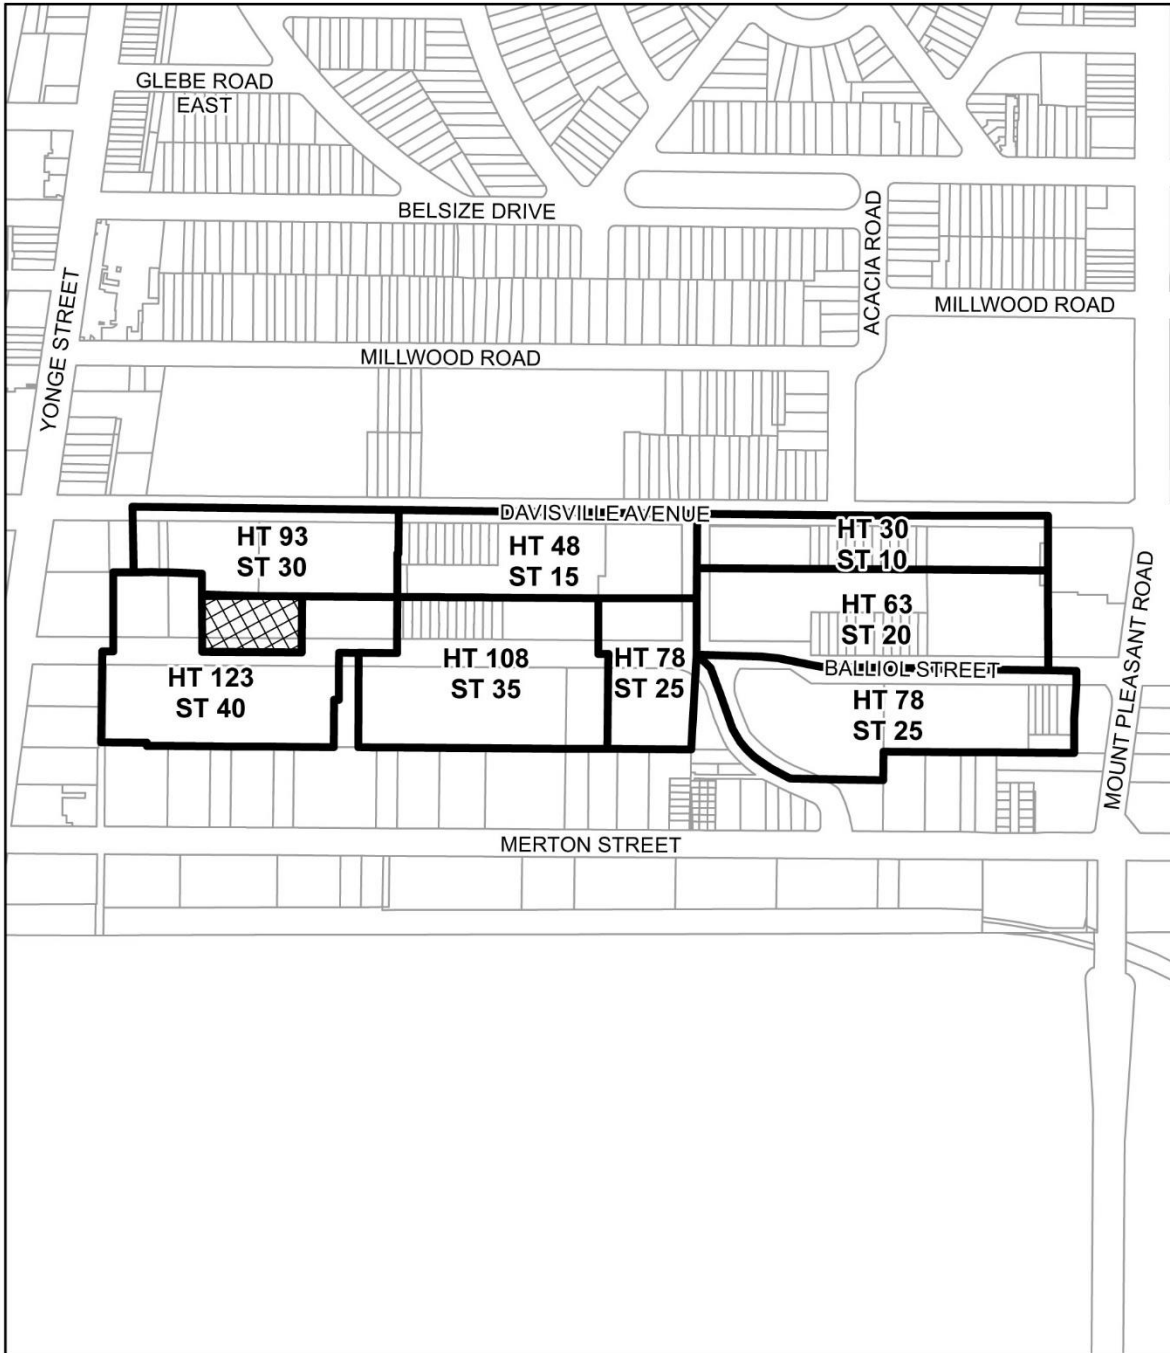 GLEBE ROAD
EAST
BELSIZE DRIVE
ACACIA ROAD
MILLWOOD ROAD
YONGE STREET
MILLWOOD ROAD
DAVISVILLE AVENUE
HT 93
ST 30
HT 48
ST 15
HT 30
ST 10
HT 63
ST 20
MOUNT PLEASANT ROAD
HT 123
ST 40
HT 108
ST 35
HT 78
ST 25
BALLIOL STREET
HT 78
ST 25
MERTON STREET